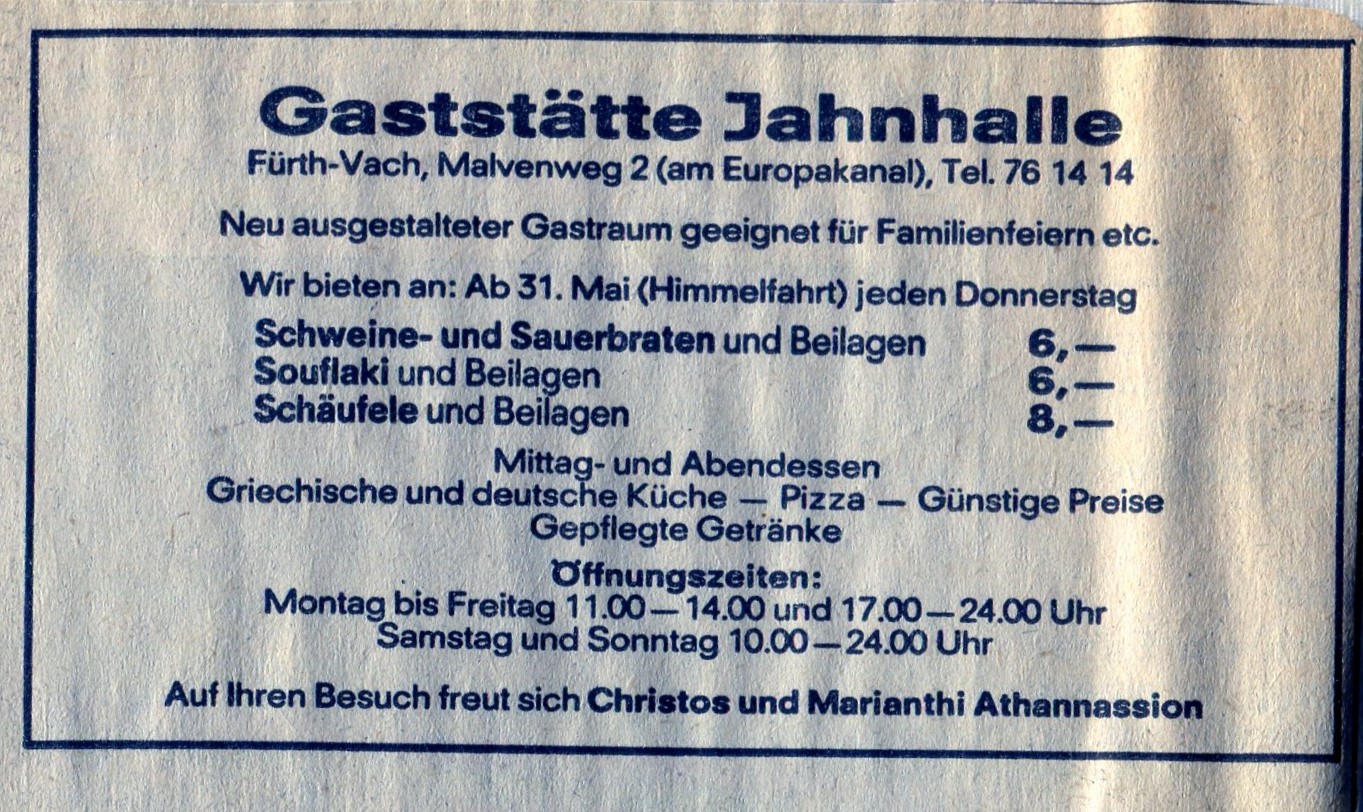 Gaststätte Jahnhalle
Fürth-Vach, Malvenweg 2 (am Europakanal), Tel. 76 14 14
Neu ausgestalteter Gastraum geeignet für Familienfeiern etc.
Wir bieten an: Ab 31. Mai (Himmelfahrt) jeden Donnerstag
Schweine- und Sauerbraten und Beilagen 6,—
Souflaki und Beilagen 6,—
Schäufele und Beilagen 8,—
Mittag- und Abendessen
Griechische und deutsche Küche — Pizza — Günstige Preise
Gepflegte Getränke
Öffnungszeiten:
Montag bis Freitag 11.00—14.00 und 17.00—24.00 Uhr
Samstag und Sonntag 10.00—24.00 Uhr
Auf Ihren Besuch freut sich Christos und Marianthi Athannassion